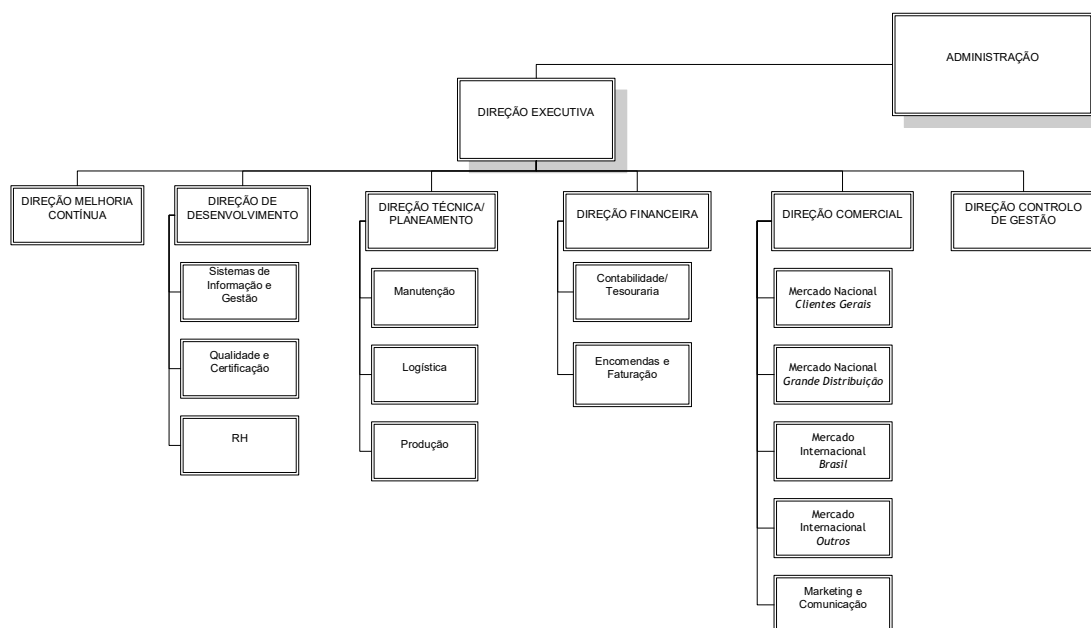 ADMINISTRAÇÃO
DIREÇÃO EXECUTIVA
DIREÇÃO MELHORIA
CONTÍNUA
DIREÇÃO DE
DESENVOLVIMENTO
DIREÇÃO TÉCNICA/
PLANEAMENTO
DIREÇÃO FINANCEIRA
DIREÇÃO COMERCIAL
DIREÇÃO CONTROLO
DE GESTÃO
Sistemas de
Informação e
Gestão
Qualidade e
Certificação
RH
Manutenção
Logística
Produção
Contabilidade/
Tesouraria
Encomendas e
Faturação
Mercado Nacional
Clientes Gerais
Mercado Nacional
Grande Distribuição
Mercado
Internacional
Brasil
Mercado
Internacional
Outros
Marketing e
Comunicação